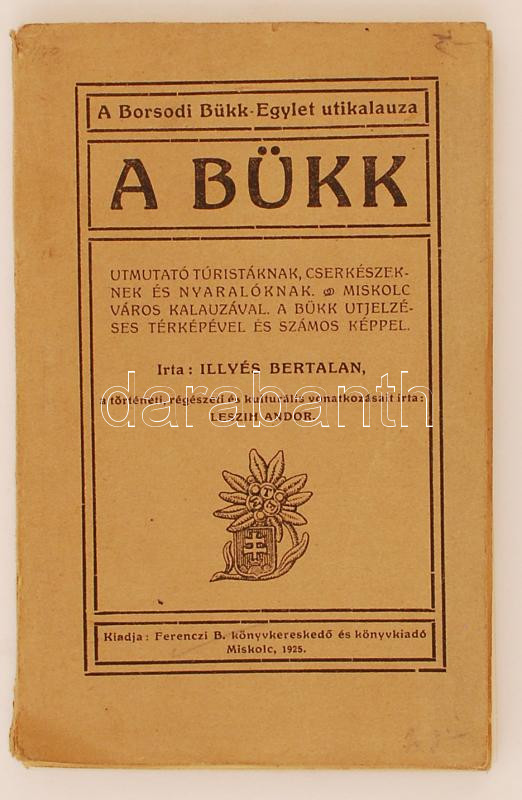 A Borsodi Bükk-Egylet utikalauza
A BÜKK
UTMUTATÓ TÚRISTÁKNAK, CSERKÉSZEK-
NEK ÉS NYARALÓKNAK. MISKOLC
VÁROS KALAUZÁVAL. A BÜKK UTJELZÉ-
SES TÉRKÉPÉVEL ÉS SZÁMOS KÉPPEL.
Irta: ILLYÉS BERTALAN,
a történeti, régészeti és kulturális vonatkozásait irta:
LESZIH ANDOR.
darabanth
Kiadja: Ferenczi B. könyvkereskedő és könyvkiadó
Miskolc, 1925.